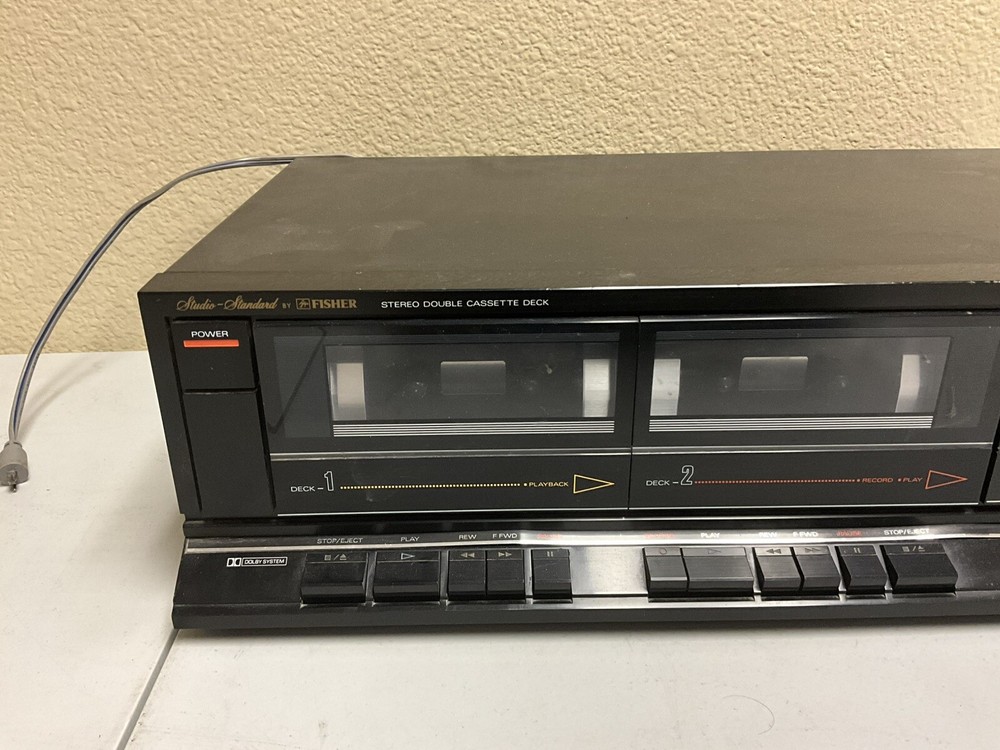 Studio-Standard BY FISHER STEREO DOUBLE CASSETTE DECK
POWER
DECK-1 • PLAYBACK
DECK-2 • RECORD • PLAY
STOP/EJECT PLAY REW F FWD
PLAY REW F FWD PAUSE STOP/EJECT
DOLBY SYSTEM